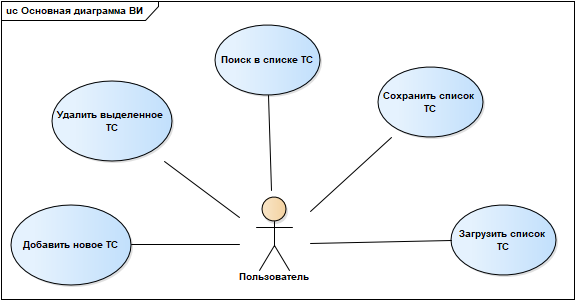 uc Основная диаграмма ВИ
Поиск в списке ТС
Сохранить список
ТС
Удалить выделенное
ТС
Добавить новое ТС
Загрузить список
ТС
Пользователь